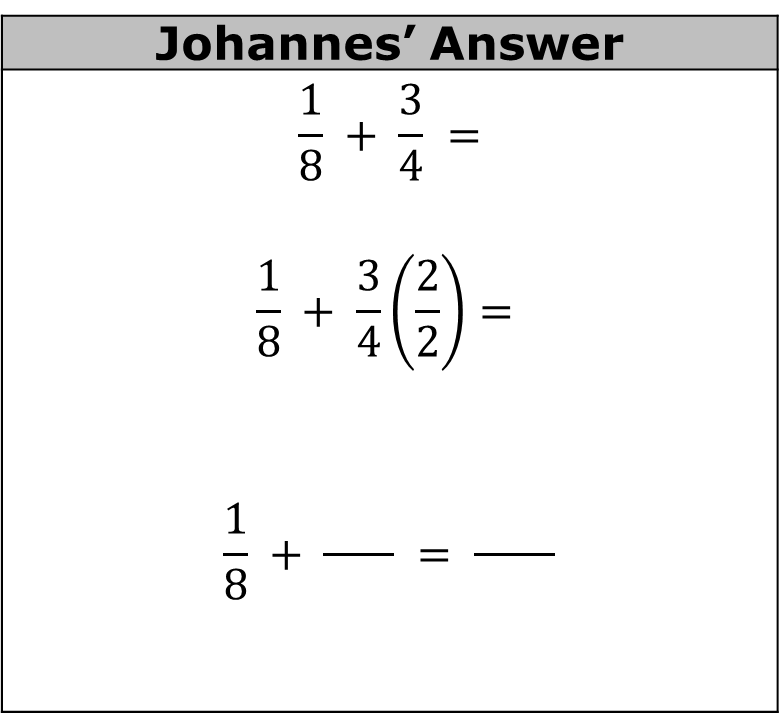 Johannes’ Answer
1/8 + 3/4 =
1/8 + 3/4 (2/2) =
1/8 + —— = ——